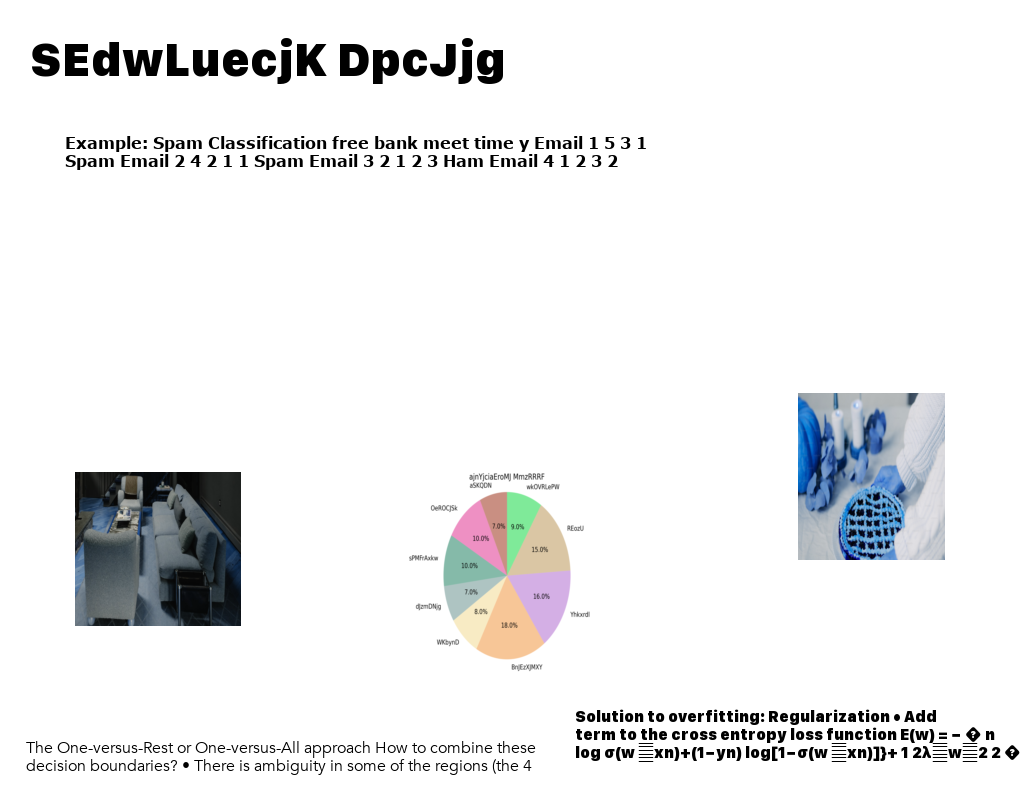 SEdwLuecjK DpcJjg
Example: Spam Classification free bank meet time y Email 1 5 3 1
Spam Email 2 4 2 1 1 Spam Email 3 2 1 2 3 Ham Email 4 1 2 3 2
ajnYjciaEroMJ MmzRRRF
aSKQDN
wkOVRLePW
OeROCJSk
REozU
7.0%
9.0%
10.0%
15.0%
sPMFrAxkw
10.0%
7.0%
16.0%
dJzmDNjg
8.0%
Yhkxrdl
18.0%
WKbynD
BnJEzXJMXY
Solution to overfitting: Regularization • Add
term to the cross entropy loss function E(w) = − � n
log σ(w xn)+(1−yn) log[1−σ(w xn)]}+ 1 2λ w 2 2 �
The One-versus-Rest or One-versus-All approach How to combine these
decision boundaries? • There is ambiguity in some of the regions (the 4